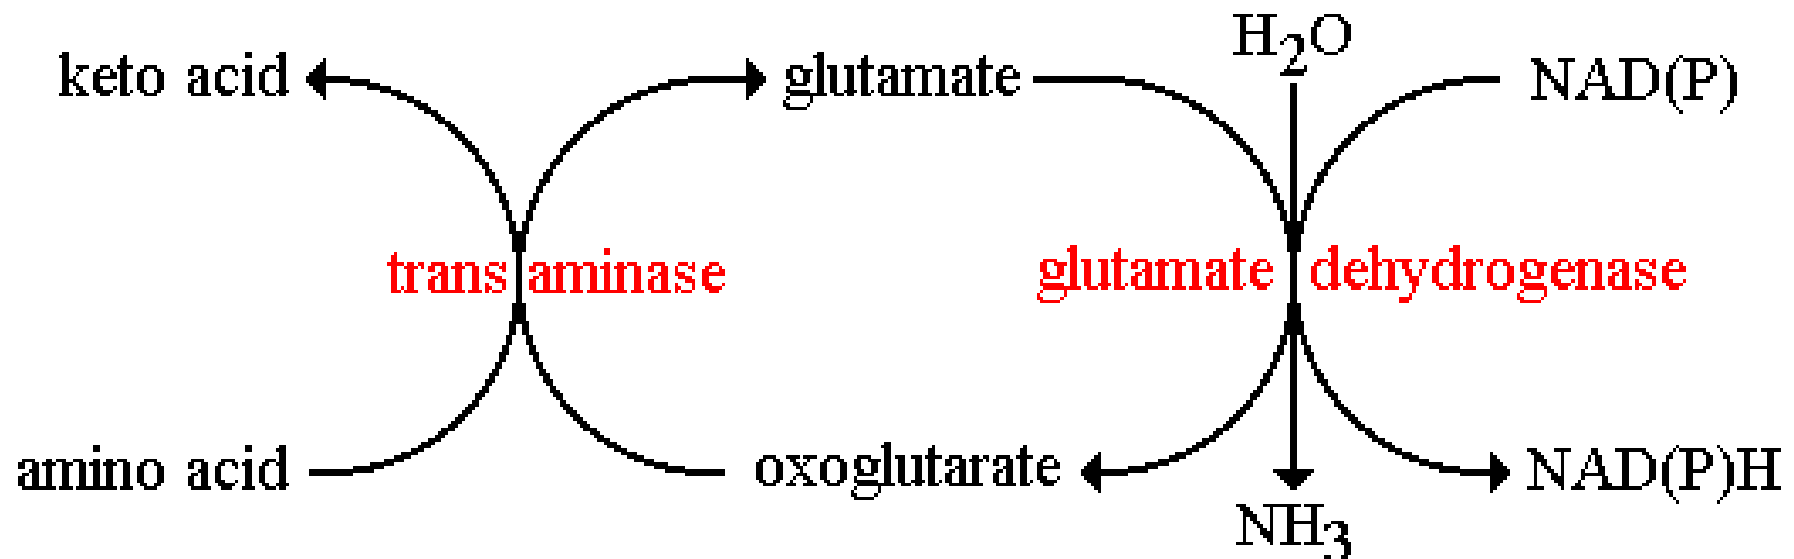 H2O
keto acid glutamate NAD(P)
trans aminase glutamate dehydrogenase
amino acid oxoglutarate NAD(P)H
NH3